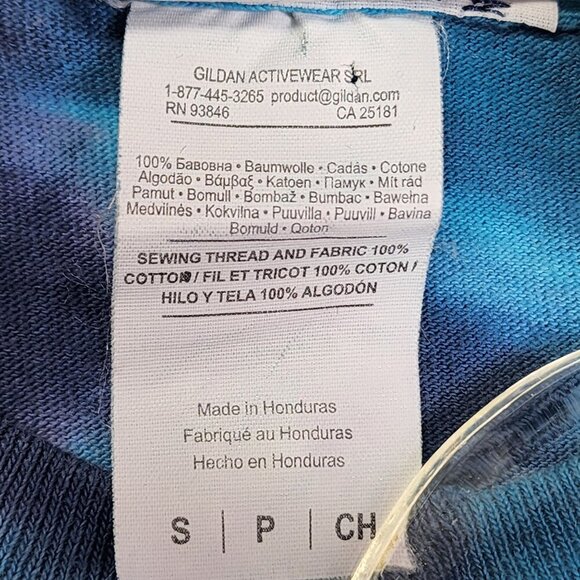 GILDAN ACTIVEWEAR SRL
1-877-445-3265 product@gildan.com
RN 93846 CA 25181
100% Бавовна • Baumwolle • Cadás • Cotone
Algodão • Βάμβαξ • Katoen • Памук • Mít rád
Pamut • Bomull • Bombaž • Bumbac • Bawełna
Medvilnės • Kokvilna • Puuvilla • Puuvill • Bavina
Bomuld • Qoton
SEWING THREAD AND FABRIC 100%
COTTON / FIL ET TRICOT 100% COTON /
HILO Y TELA 100% ALGODÓN
Made in Honduras
Fabriqué au Honduras
Hecho en Honduras
S | P | CH